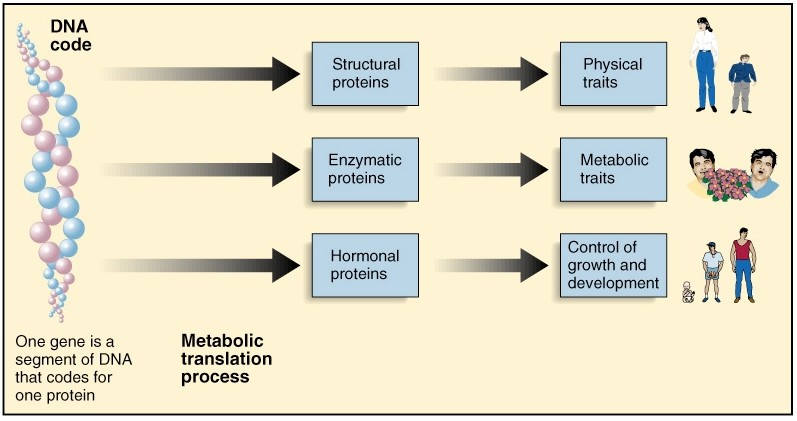 DNA
code
Structural
proteins
Physical
traits
Enzymatic
proteins
Metabolic
traits
Hormonal
proteins
Control of
growth and
development
One gene is a
segment of DNA
that codes for
one protein
Metabolic
translation
process